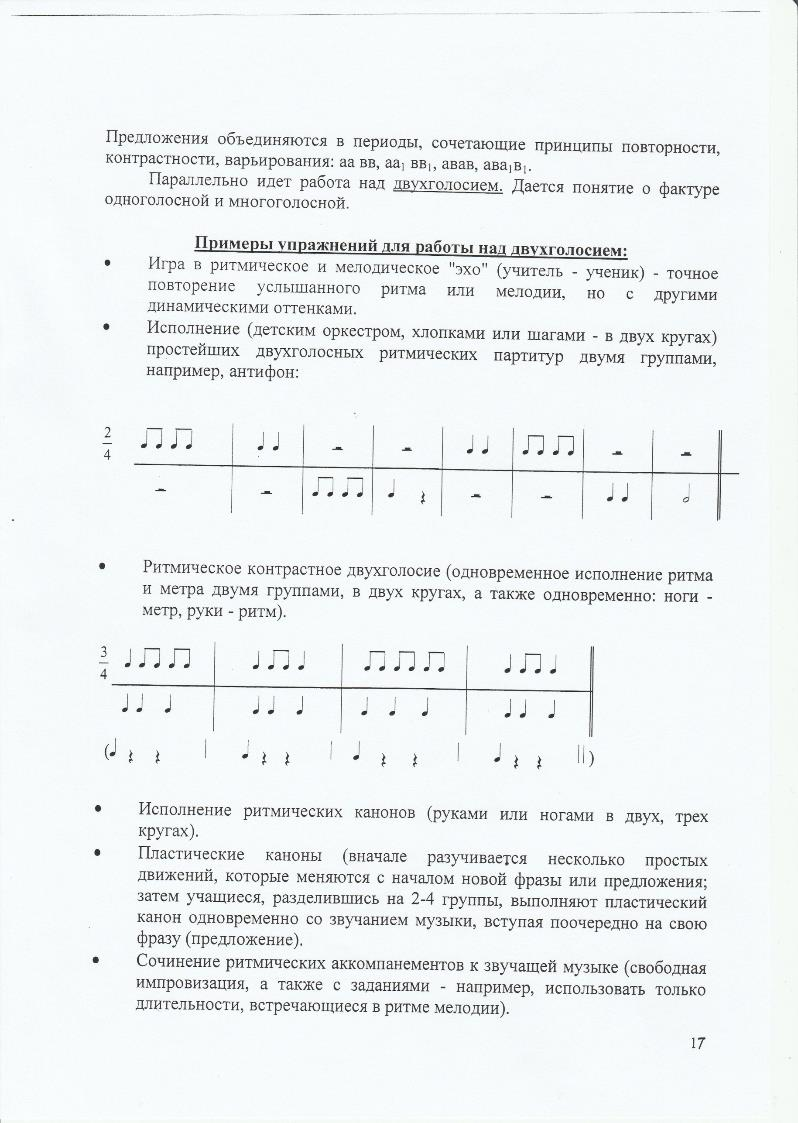 Предложения объединяются в периоды, сочетающие принципы повторности,
контрастности, варьирования: аа вв, аа₁ вв₁, авав, ава₁в₁.
Параллельно идет работа над двухголосием. Дается понятие о фактуре
одноголосной и многоголосной.
Примеры упражнений для работы над двухголосием:
• Игра в ритмическое и мелодическое "эхо" (учитель - ученик) - точное
повторение услышанного ритма или мелодии, но с другими
динамическими оттенками.
• Исполнение (детским оркестром, хлопками или шагами - в двух кругах)
простейших двухголосных ритмических партитур двумя группами,
например, антифон:
2
4
• Ритмическое контрастное двухголосие (одновременное исполнение ритма
и метра двумя группами, в двух кругах, а также одновременно: ноги -
метр, руки - ритм).
3
4
• Исполнение ритмических канонов (руками или ногами в двух, трех
кругах).
• Пластические каноны (вначале разучивается несколько простых
движений, которые меняются с началом новой фразы или предложения;
затем учащиеся, разделившись на 2-4 группы, выполняют пластический
канон одновременно со звучанием музыки, вступая поочередно на свою
фразу (предложение).
• Сочинение ритмических аккомпанементов к звучащей музыке (свободная
импровизация, а также с заданиями - например, использовать только
длительности, встречающиеся в ритме мелодии).
17